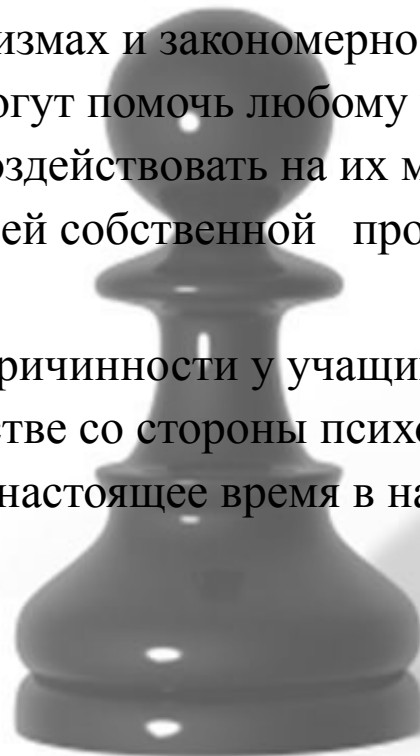 измах и закономерно
огут помочь любому
оздействовать на их м
ей собственной про
ричинности у учащи
стве со стороны псих
настоящее время в на